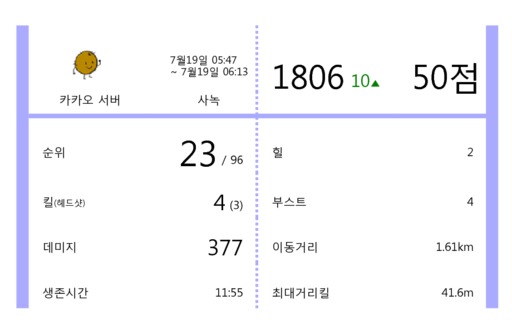 7월19일 05:47
~ 7월19일 06:13
카카오 서버 사녹
1806 10▲ 50점
순위 23 / 96
힐 2
킬(헤드샷) 4 (3)
부스트 4
데미지 377
이동거리 1.61km
생존시간 11:55
최대거리킬 41.6m